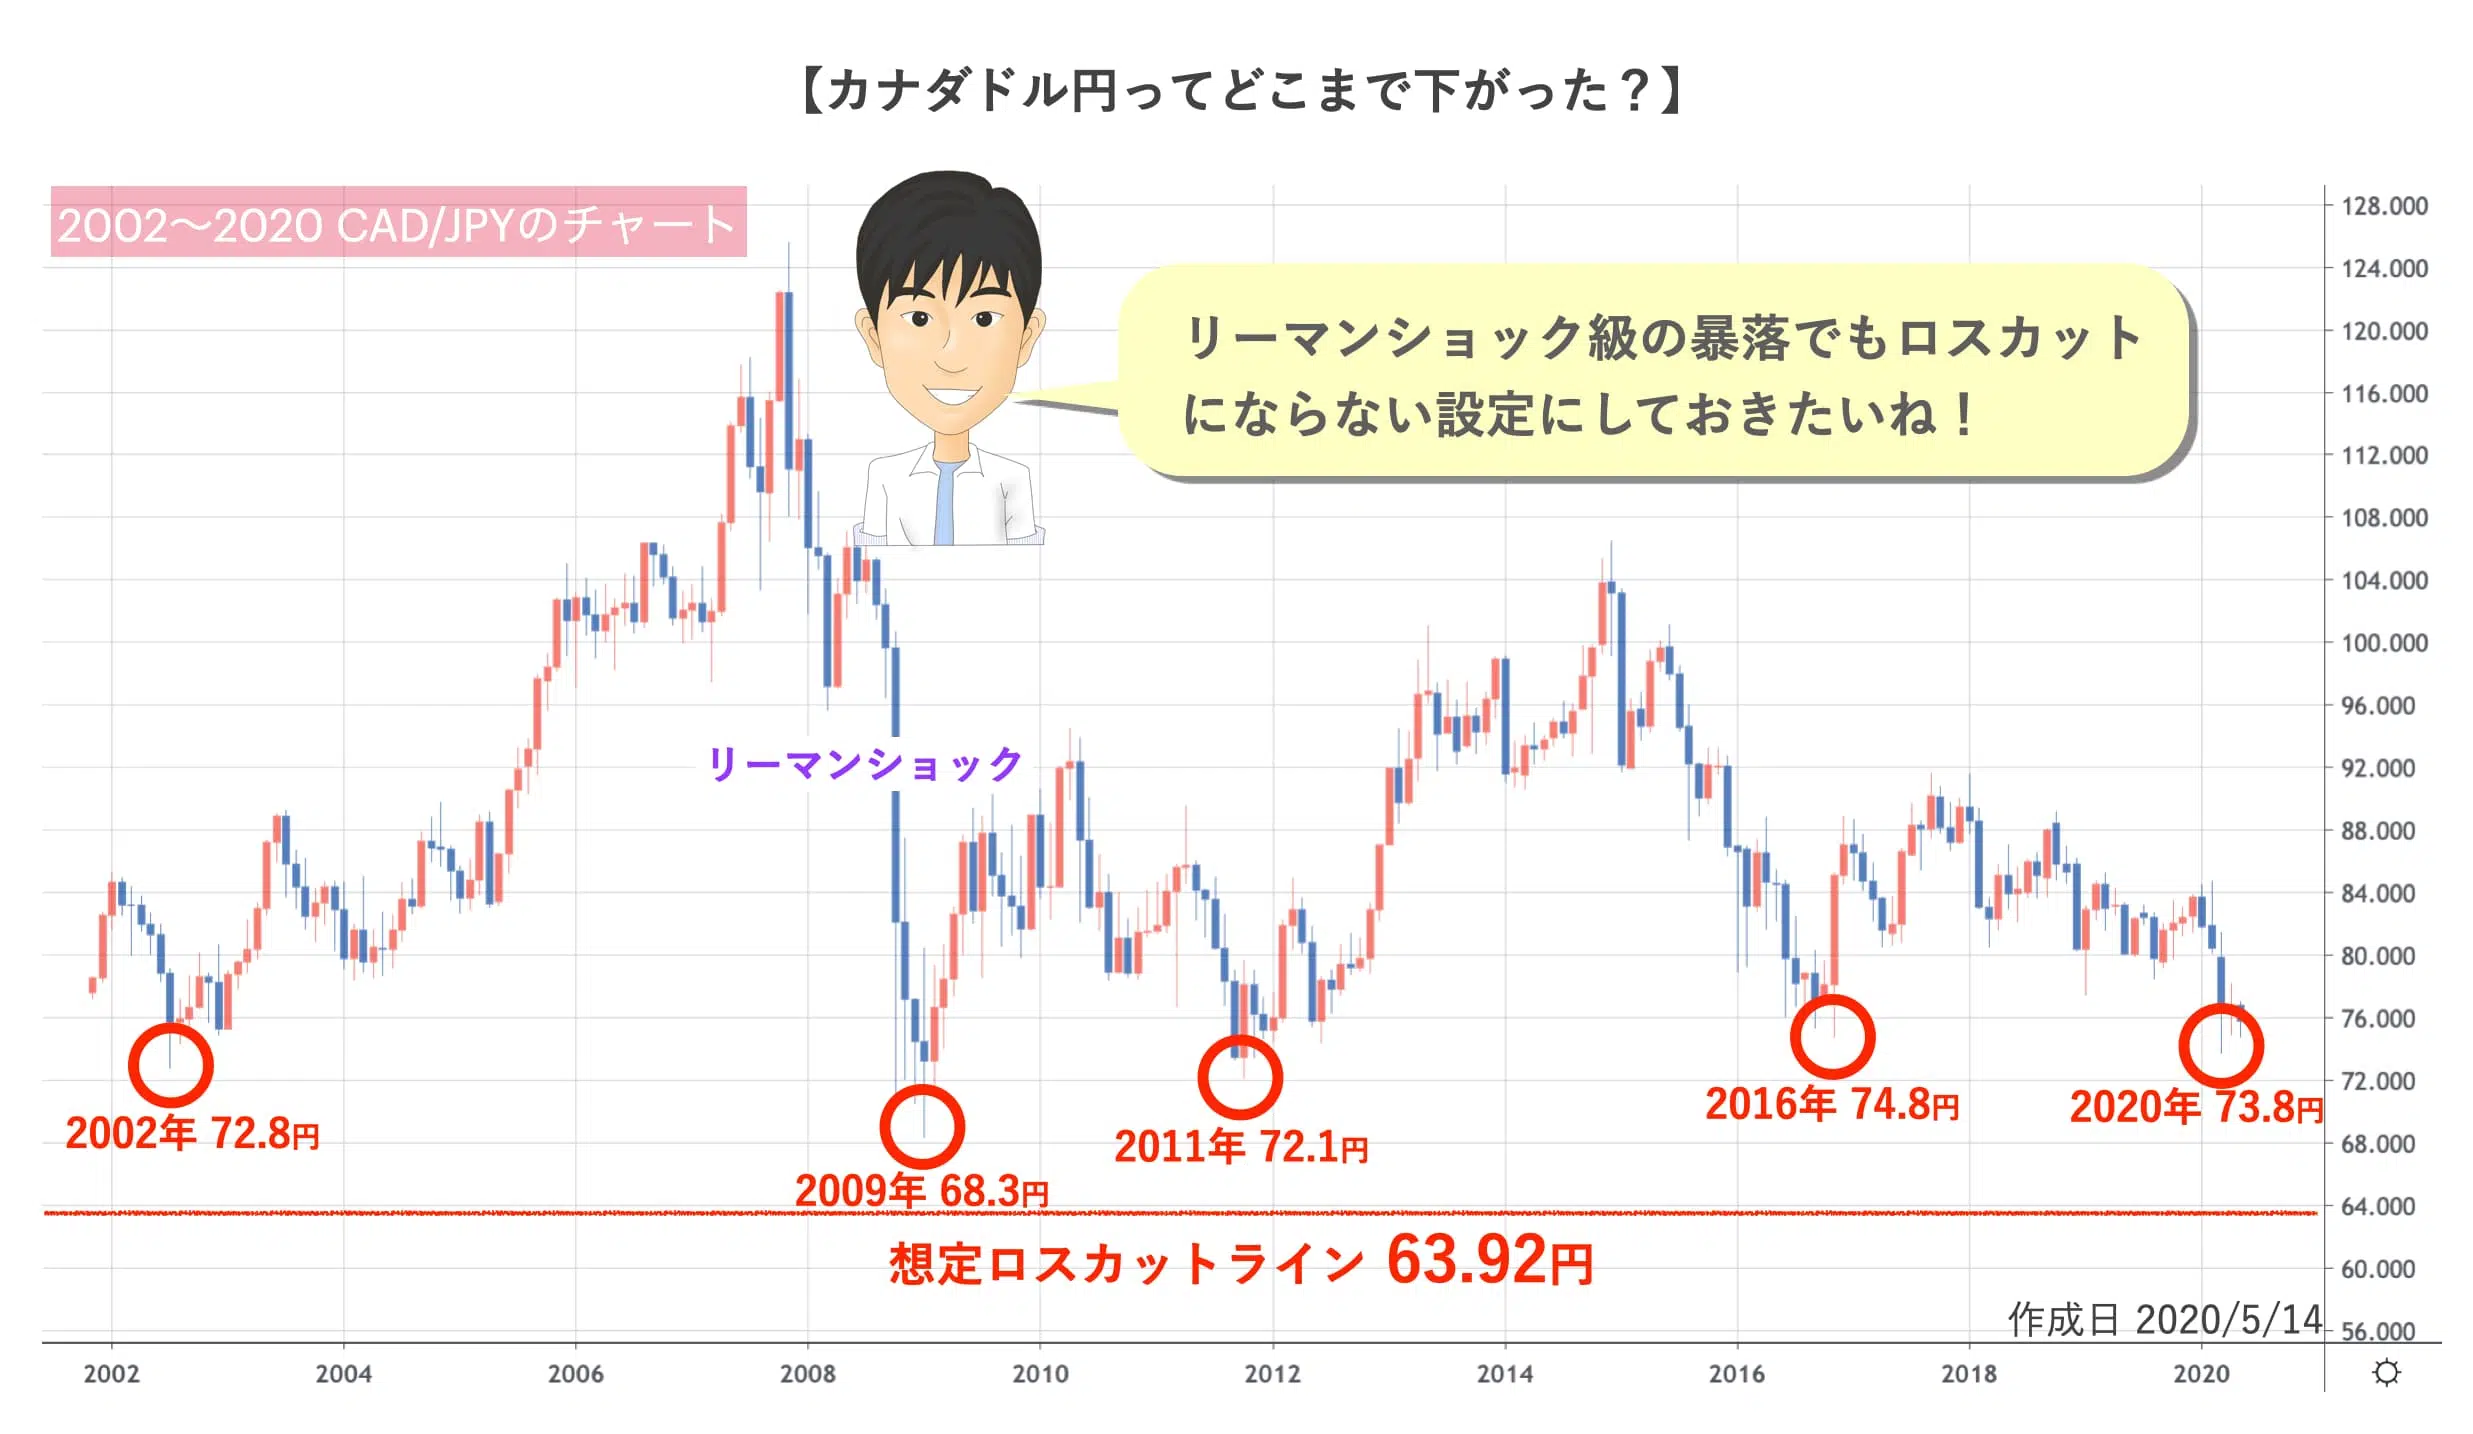 【カナダドル円ってどこまで下がった？】
2002〜2020 CAD/JPYのチャート
リーマンショック級の暴落でもロスカット
にならない設定にしておきたいね！
リーマンショック
2002年 72.8円
2009年 68.3円
2011年 72.1円
2016年 74.8円
2020年 73.8円
想定ロスカットライン 63.92円
作成日 2020/5/14
128.000
124.000
120.000
116.000
112.000
108.000
104.000
100.000
96.000
92.000
88.000
84.000
80.000
76.000
72.000
68.000
64.000
60.000
56.000
2002 2004 2006 2008 2010 2012 2014 2016 2018 2020